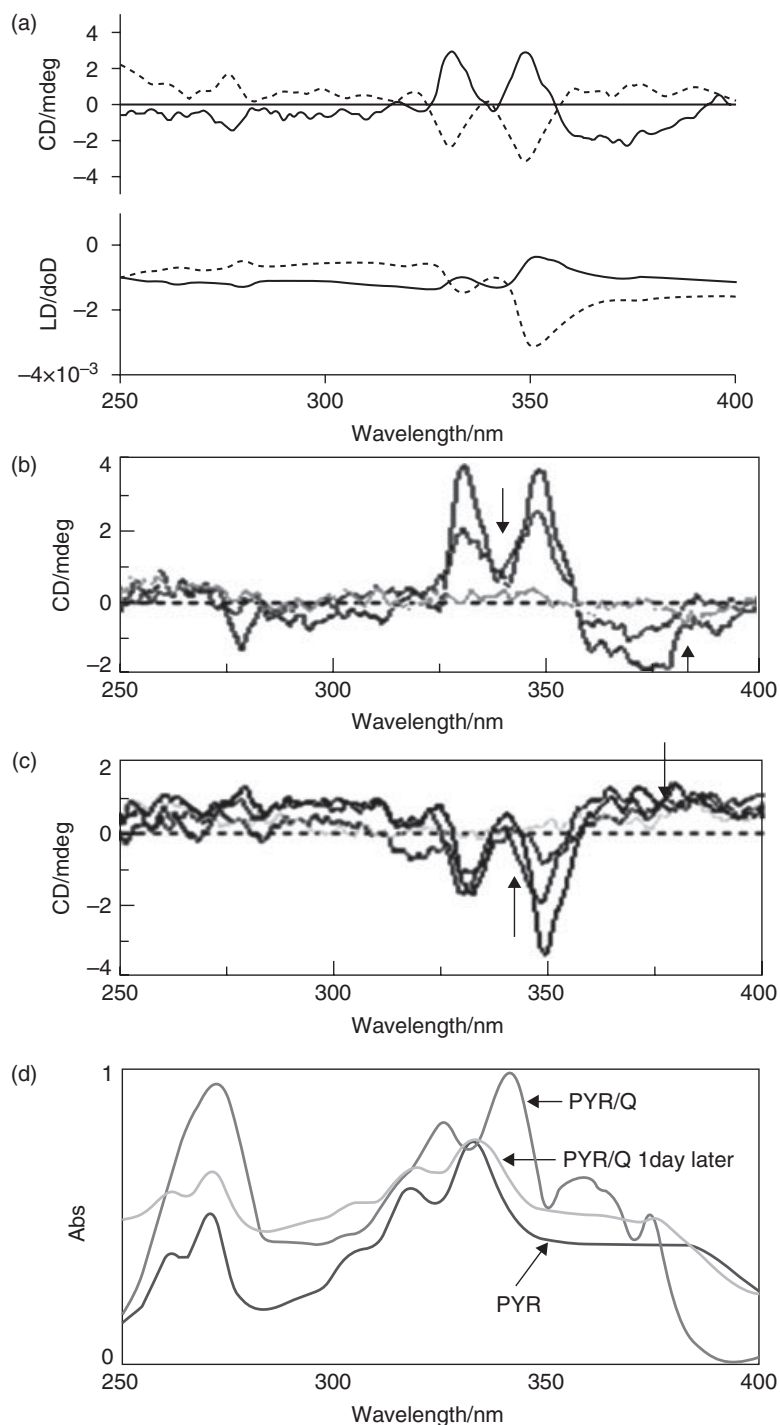 (a)
4
2
0
−2
−4
CD/mdeg
0
−2
−4×10⁻³
LD/doD
250 300 350 400
Wavelength/nm
(b)
4
2
0
−2
CD/mdeg
250 300 350 400
Wavelength/nm
(c)
2
0
−2
−4
CD/mdeg
250 300 350 400
Wavelength/nm
(d)
1
0
Abs
PYR/Q
PYR/Q 1day later
PYR
250 300 350 400
Wavelength/nm